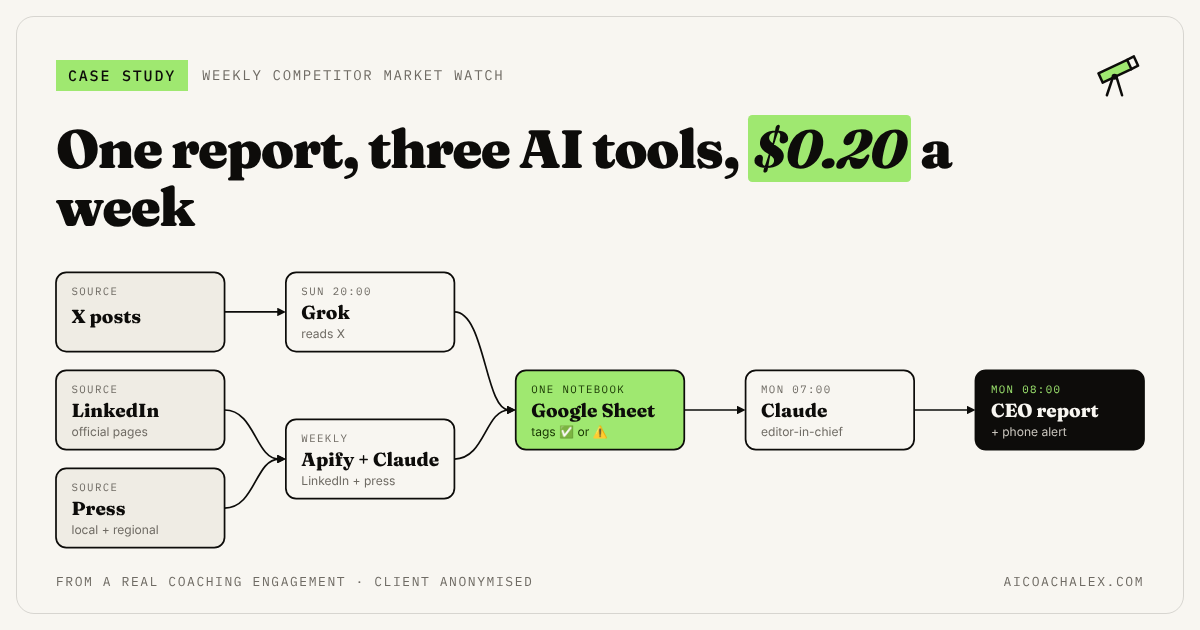 CASE STUDY
WEEKLY COMPETITOR MARKET WATCH
One report, three AI tools, $0.20 a
week
SOURCE
X posts
SUN 20:00
Grok
reads X
SOURCE
LinkedIn
official pages
SOURCE
Press
local + regional
WEEKLY
Apify + Claude
LinkedIn + press
ONE NOTEBOOK
Google Sheet
tags ✅ or ⚠️
MON 07:00
Claude
editor-in-chief
MON 08:00
CEO report
+ phone alert
FROM A REAL COACHING ENGAGEMENT · CLIENT ANONYMISED
AICOACHALEX.COM